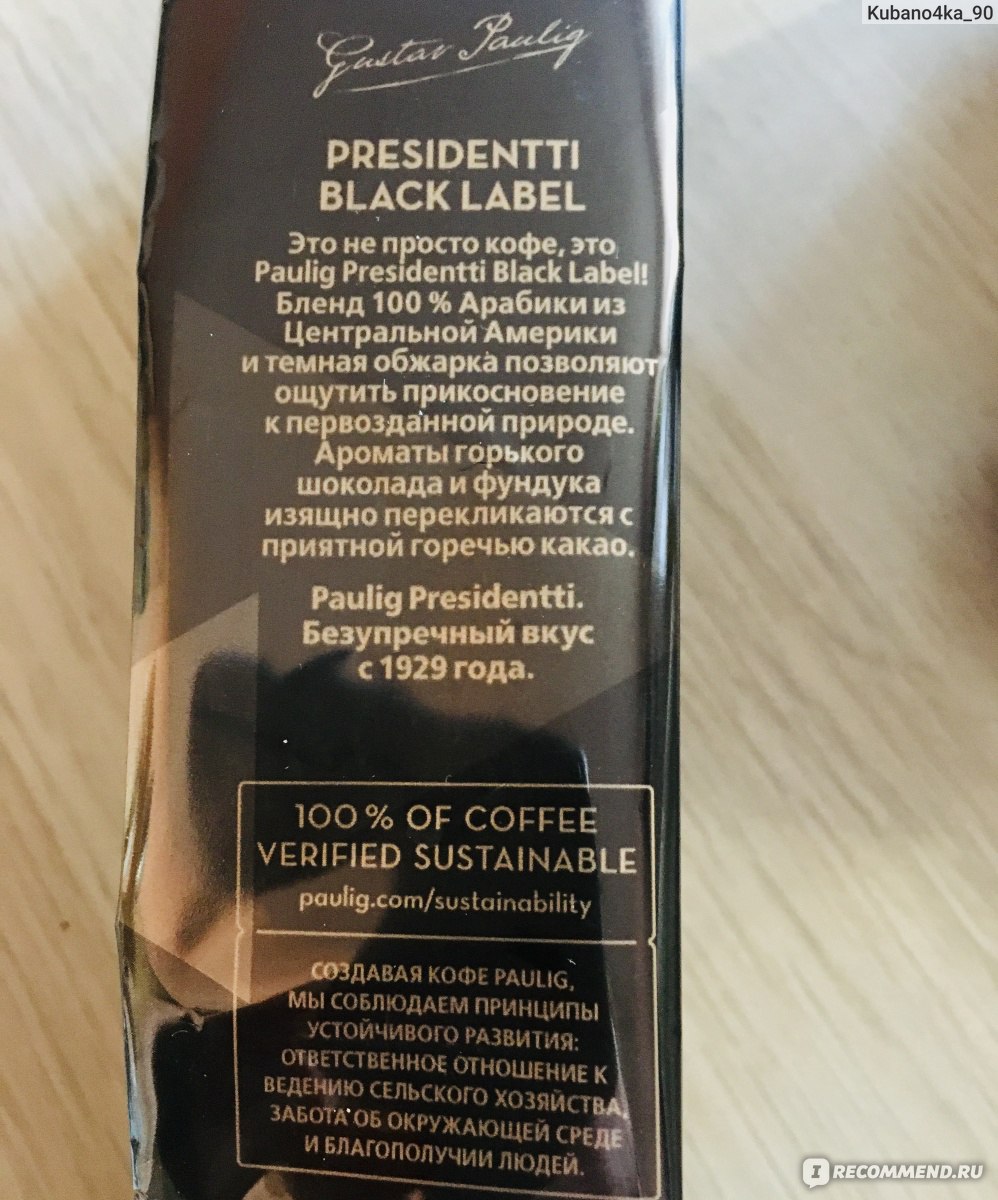 Kubano4ka_90
Gustav Paulig
PRESIDENTTI
BLACK LABEL
Это не просто кофе, это
Paulig Presidentti Black Label!
Бленд 100 % Арабики из
Центральной Америки
и темная обжарка позволяют
ощутить прикосновение
к первозданной природе.
Ароматы горького
шоколада и фундука
изящно перекликаются с
приятной горечью какао.
Paulig Presidentti.
Безупречный вкус
с 1929 года.
100 % OF COFFEE
VERIFIED SUSTAINABLE
paulig.com/sustainability
СОЗДАВАЯ КОФЕ PAULIG,
МЫ СОБЛЮДАЕМ ПРИНЦИПЫ
УСТОЙЧИВОГО РАЗВИТИЯ:
ОТВЕТСТВЕННОЕ ОТНОШЕНИЕ К
ВЕДЕНИЮ СЕЛЬСКОГО ХОЗЯЙСТВА,
ЗАБОТА ОБ ОКРУЖАЮЩЕЙ СРЕДЕ
И БЛАГОПОЛУЧИИ ЛЮДЕЙ.
IRECOMMEND.RU